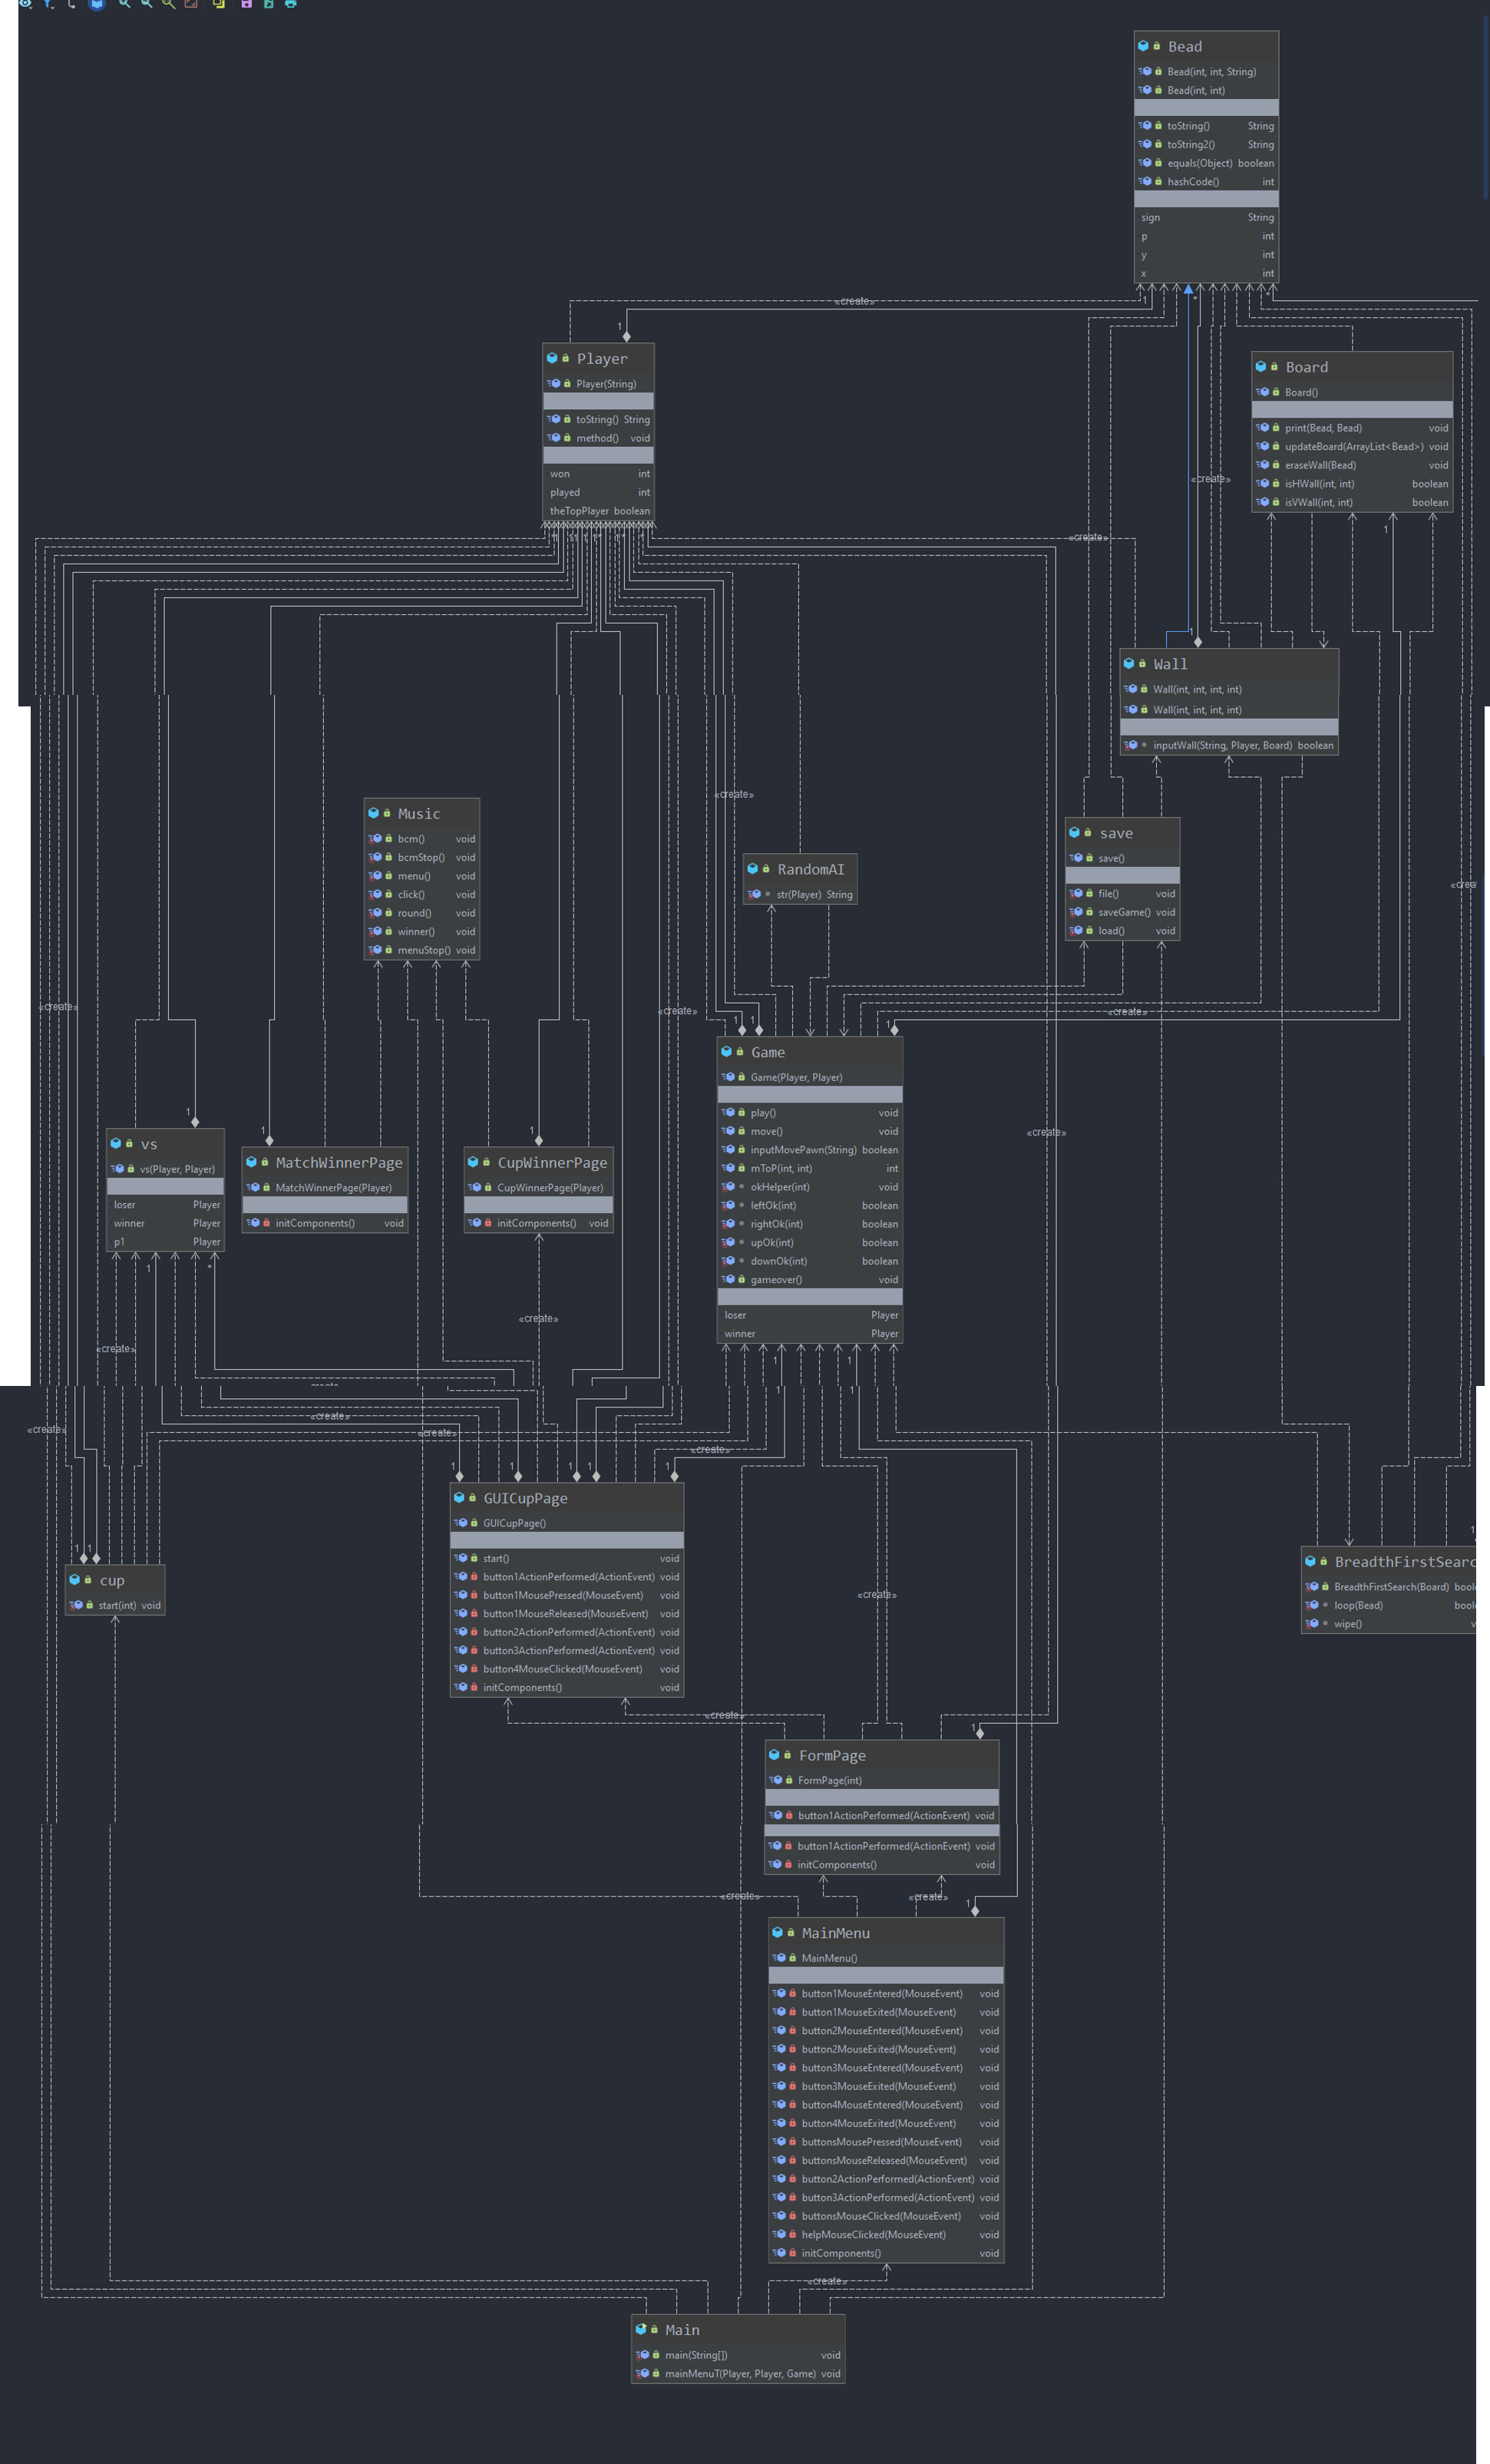 Bead
Bead(int, int, String)
Bead(int, int)
toString() String
toString2() String
equals(Object) boolean
hashCode() int
sign String
p int
y int
x int
«create»
1
*
1
Player
Player(String)
toString() String
method() void
won int
played int
theTopPlayer boolean
Board
Board()
print(Bead, Bead) void
updateBoard(ArrayList<Bead>) void
eraseWall(Bead) void
isHWall(int, int) boolean
isVWall(int, int) boolean
«create»
«create»
1
Wall
Wall(int, int, int, int)
Wall(int, int, int, int)
inputWall(String, Player, Board) boolean
Music
bcm() void
bcmStop() void
menu() void
click() void
round() void
winner() void
menuStop() void
«create»
RandomAI
str(Player) String
save
save()
file() void
saveGame() void
load() void
«create»
«create»
«create»
Game
Game(Player, Player)
play() void
move() void
inputMovePawn(String) boolean
mToP(int, int) int
okHelper(int) void
leftOk(int) boolean
rightOk(int) boolean
upOk(int) boolean
downOk(int) boolean
gameover() void
loser Player
winner Player
vs
vs(Player, Player)
loser Player
winner Player
p1 Player
MatchWinnerPage
MatchWinnerPage(Player)
initComponents() void
CupWinnerPage
CupWinnerPage(Player)
initComponents() void
«create»
«create»
«create»
«create»
«create»
«create»
«create»
GUICupPage
GUICupPage()
start() void
button1ActionPerformed(ActionEvent) void
button1MousePressed(MouseEvent) void
button1MouseReleased(MouseEvent) void
button2ActionPerformed(ActionEvent) void
button3ActionPerformed(ActionEvent) void
button4MouseClicked(MouseEvent) void
initComponents() void
cup
start(int) void
BreadthFirstSearc
BreadthFirstSearch(Board) bool
loop(Bead) bool
wipe() v
«create»
«create»
FormPage
FormPage(int)
button1ActionPerformed(ActionEvent) void
button1ActionPerformed(ActionEvent) void
initComponents() void
«create»
«create»
1
MainMenu
MainMenu()
button1MouseEntered(MouseEvent) void
button1MouseExited(MouseEvent) void
button2MouseEntered(MouseEvent) void
button2MouseExited(MouseEvent) void
button3MouseEntered(MouseEvent) void
button3MouseExited(MouseEvent) void
button4MouseEntered(MouseEvent) void
button4MouseExited(MouseEvent) void
buttonsMousePressed(MouseEvent) void
buttonsMouseReleased(MouseEvent) void
button2ActionPerformed(ActionEvent) void
button3ActionPerformed(ActionEvent) void
buttonsMouseClicked(MouseEvent) void
helpMouseClicked(MouseEvent) void
initComponents() void
«create»
Main
main(String[]) void
mainMenuT(Player, Player, Game) void